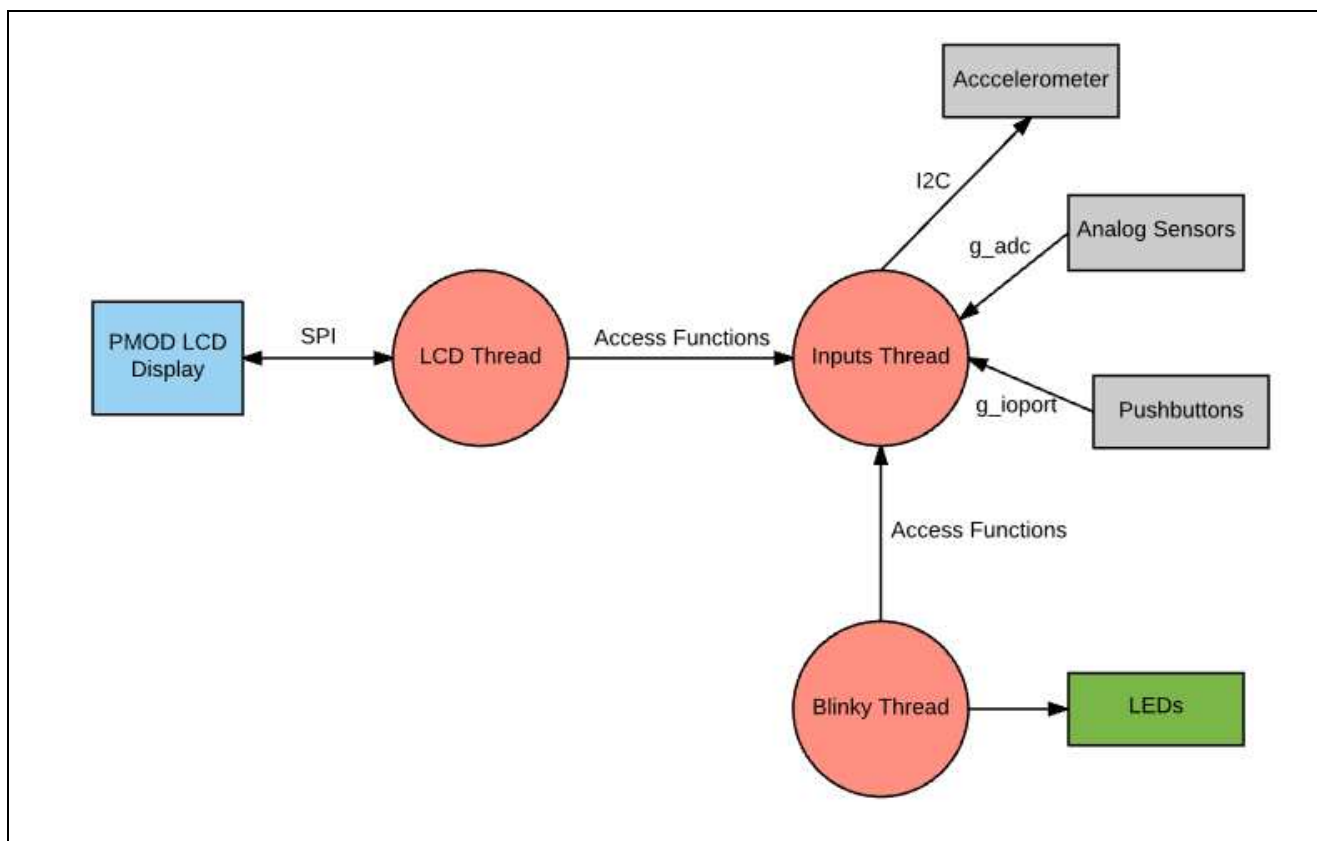 Acccelerometer
I2C
Analog Sensors
g_adc
PMOD LCD
Display
SPI
LCD Thread
Access Functions
Inputs Thread
g_ioport
Pushbuttons
Access Functions
Blinky Thread
LEDs